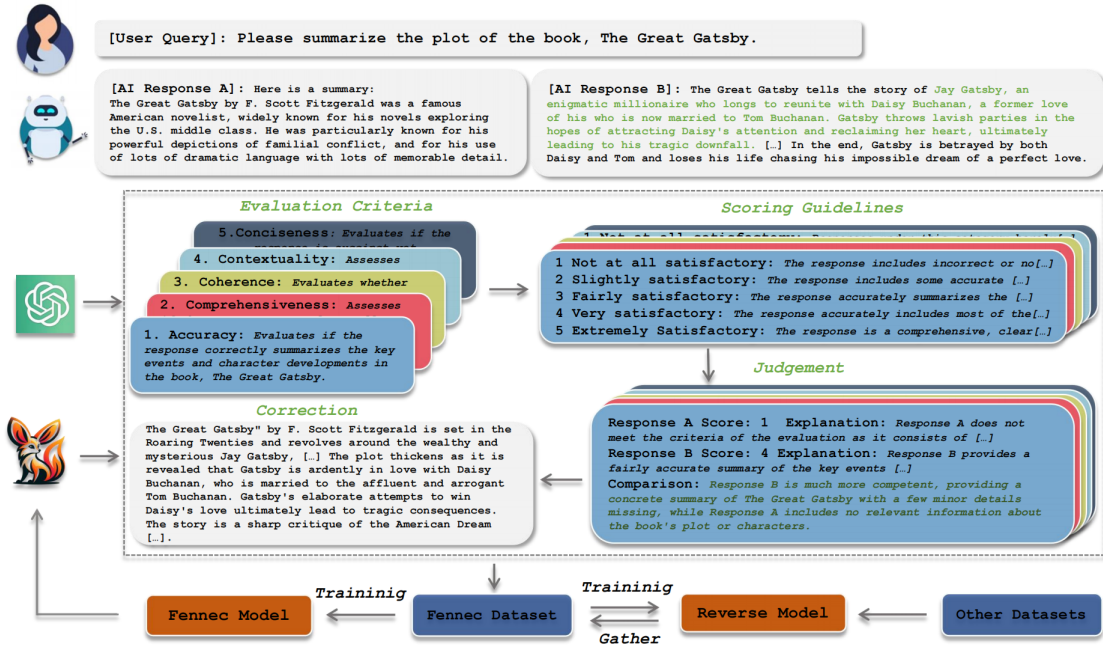 [User Query]: Please summarize the plot of the book, The Great Gatsby.
[AI Response A]: Here is a summary:
The Great Gatsby by F. Scott Fitzgerald was a famous
American novelist, widely known for his novels exploring
the U.S. middle class. He was particularly known for his
powerful depictions of familial conflict, and for his use
of lots of dramatic language with lots of memorable detail.
[AI Response B]: The Great Gatsby tells the story of Jay Gatsby, an
enigmatic millionaire who longs to reunite with Daisy Buchanan, a former love
of his who is now married to Tom Buchanan. Gatsby throws lavish parties in the
hopes of attracting Daisy's attention and reclaiming her heart, ultimately
leading to his tragic downfall. […] In the end, Gatsby is betrayed by both
Daisy and Tom and loses his life chasing his impossible dream of a perfect love.
Evaluation Criteria
5.Conciseness: Evaluates if the
4. Contextuality: Assesses
3. Coherence: Evaluates whether
2. Comprehensiveness: Assesses
1. Accuracy: Evaluates if the
response correctly summarizes the key
events and character developments in
the book, The Great Gatsby.
Scoring Guidelines
1 Not at all satisfactory:
1 Not at all satisfactory: The response includes incorrect or no[…]
2 Slightly satisfactory: The response includes some accurate […]
3 Fairly satisfactory: The response accurately summarizes the […]
4 Very satisfactory: The response accurately includes most of the[…]
5 Extremely Satisfactory: The response is a comprehensive, clear[…]
Judgement
Response A Score: 1 Explanation: Response A does not
meet the criteria of the evaluation as it consists of […]
Response B Score: 4 Explanation: Response B provides a
fairly accurate summary of the key events […]
Comparison: Response B is much more competent, providing a
concrete summary of The Great Gatsby with a few minor details
missing, while Response A includes no relevant information about
the book's plot or characters.
Correction
The Great Gatsby" by F. Scott Fitzgerald is set in the
Roaring Twenties and revolves around the wealthy and
mysterious Jay Gatsby, […] The plot thickens as it is
revealed that Gatsby is ardently in love with Daisy
Buchanan, who is married to the affluent and arrogant
Tom Buchanan. Gatsby's elaborate attempts to win
Daisy's love ultimately lead to tragic consequences.
The story is a sharp critique of the American Dream
[…].
Fennec Model
Traininig
Fennec Dataset
Traininig
Gather
Reverse Model
Other Datasets